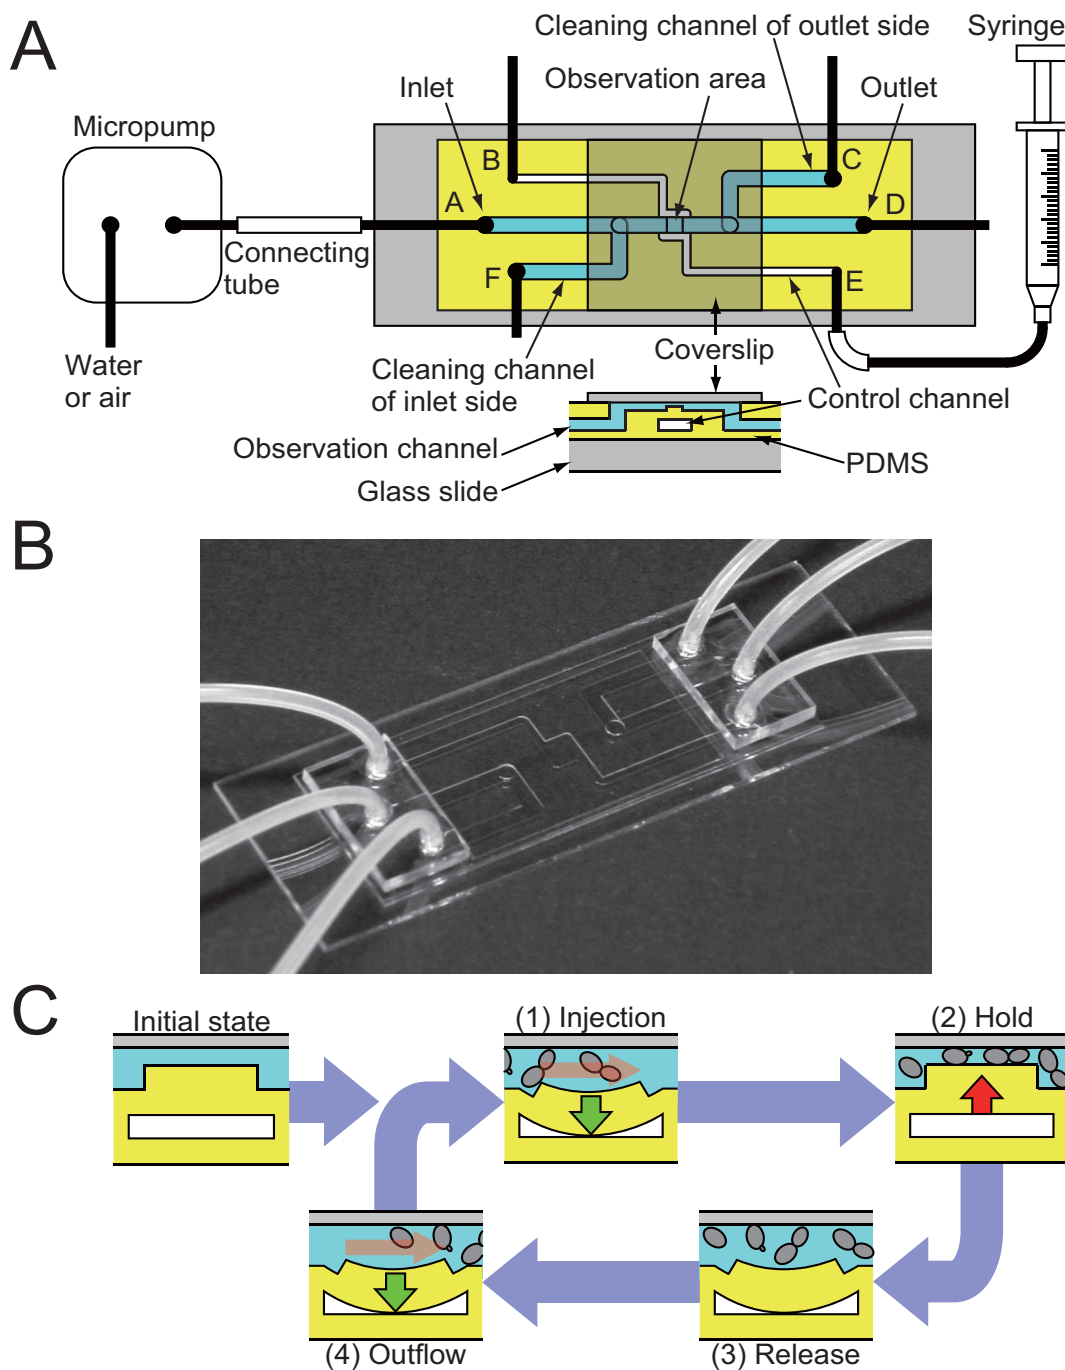 A
Cleaning channel of outlet side
Syringe
Inlet
Observation area
Outlet
Micropump
B
C
A
D
Connecting
tube
F
E
Water
or air
Cleaning channel
of inlet side
Coverslip
Control channel
Observation channel
PDMS
Glass slide
B
C
Initial state
(1) Injection
(2) Hold
(4) Outflow
(3) Release